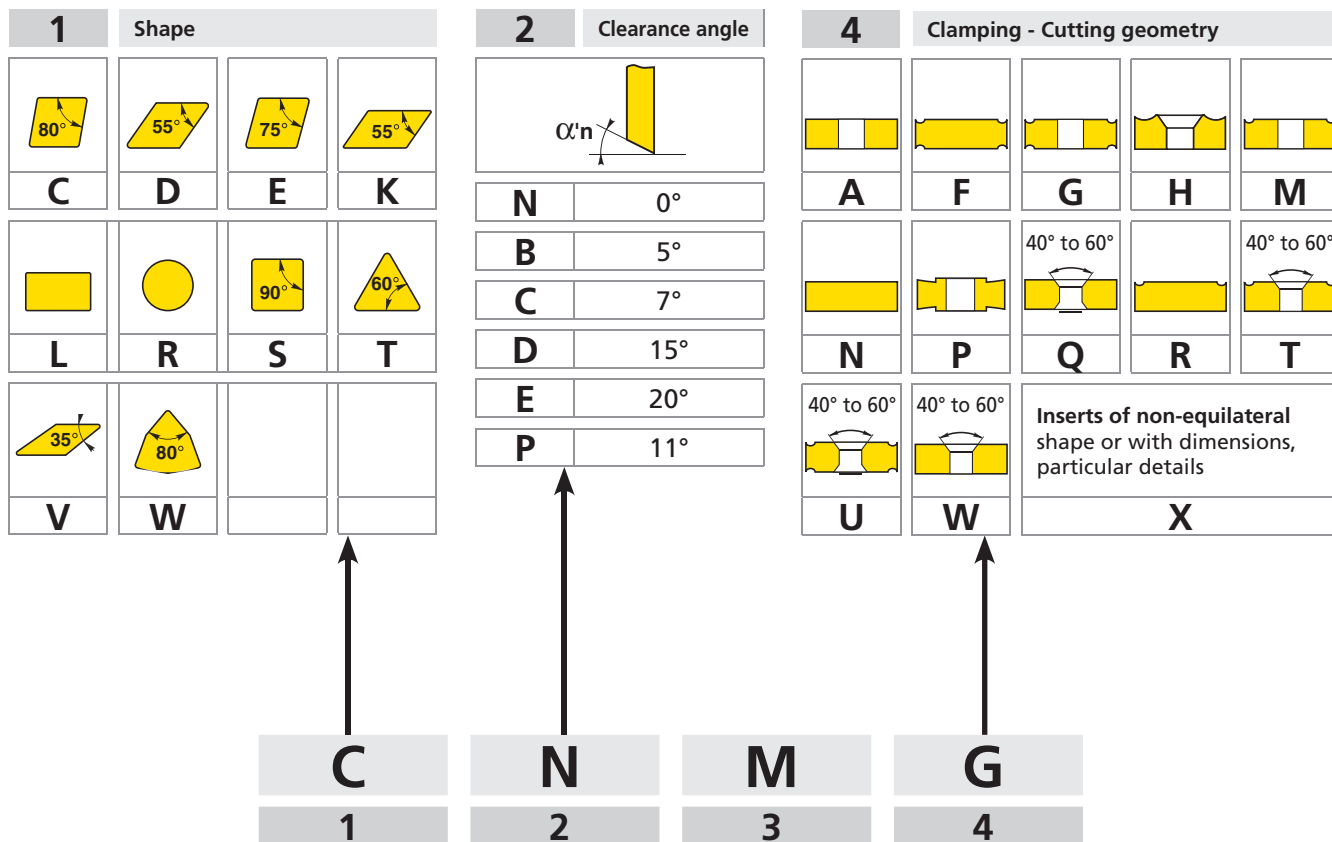 1 Shape
80° 55° 75° 55°
C D E K
90° 60°
L R S T
35° 80°
V W
2 Clearance angle
α'n
N 0°
B 5°
C 7°
D 15°
E 20°
P 11°
4 Clamping - Cutting geometry
A F G H M
40° to 60° 40° to 60°
N P Q R T
40° to 60° 40° to 60°
Inserts of non-equilateral
shape or with dimensions,
particular details
U W X
C N M G
1 2 3 4